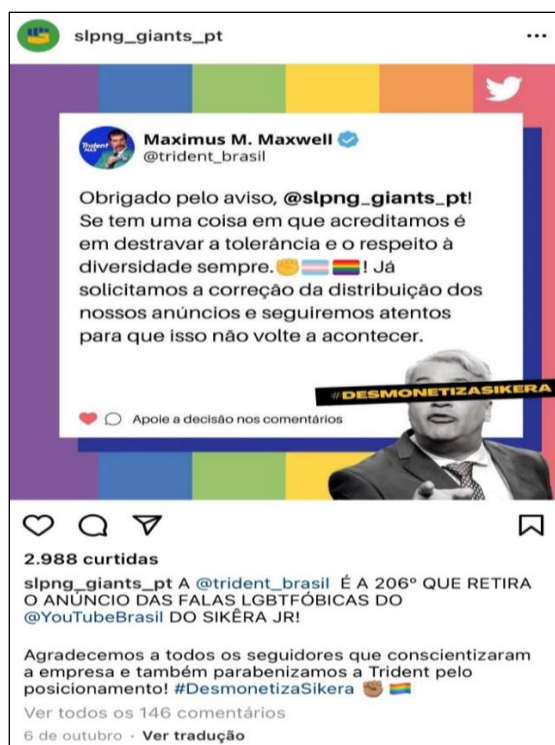 slpng_giants_pt
Trident
MAX
Maximus M. Maxwell
@trident_brasil
Obrigado pelo aviso, @slpng_giants_pt!
Se tem uma coisa em que acreditamos é
em destravar a tolerância e o respeito à
diversidade sempre.✊🏳️‍⚧️🏳️‍🌈! Já
solicitamos a correção da distribuição dos
nossos anúncios e seguiremos atentos
para que isso não volte a acontecer.
#DESMONETIZASIKERA
Apoie a decisão nos comentários
2.988 curtidas
slpng_giants_pt A @trident_brasil É A 206º QUE RETIRA
O ANÚNCIO DAS FALAS LGBTFÓBICAS DO
@YouTubeBrasil DO SIKÊRA JR!
Agradecemos a todos os seguidores que conscientizaram
a empresa e também parabenizamos a Trident pelo
posicionamento! #DesmonetizaSikera ✊🏾🏳️‍🌈
Ver todos os 146 comentários
6 de outubro · Ver tradução